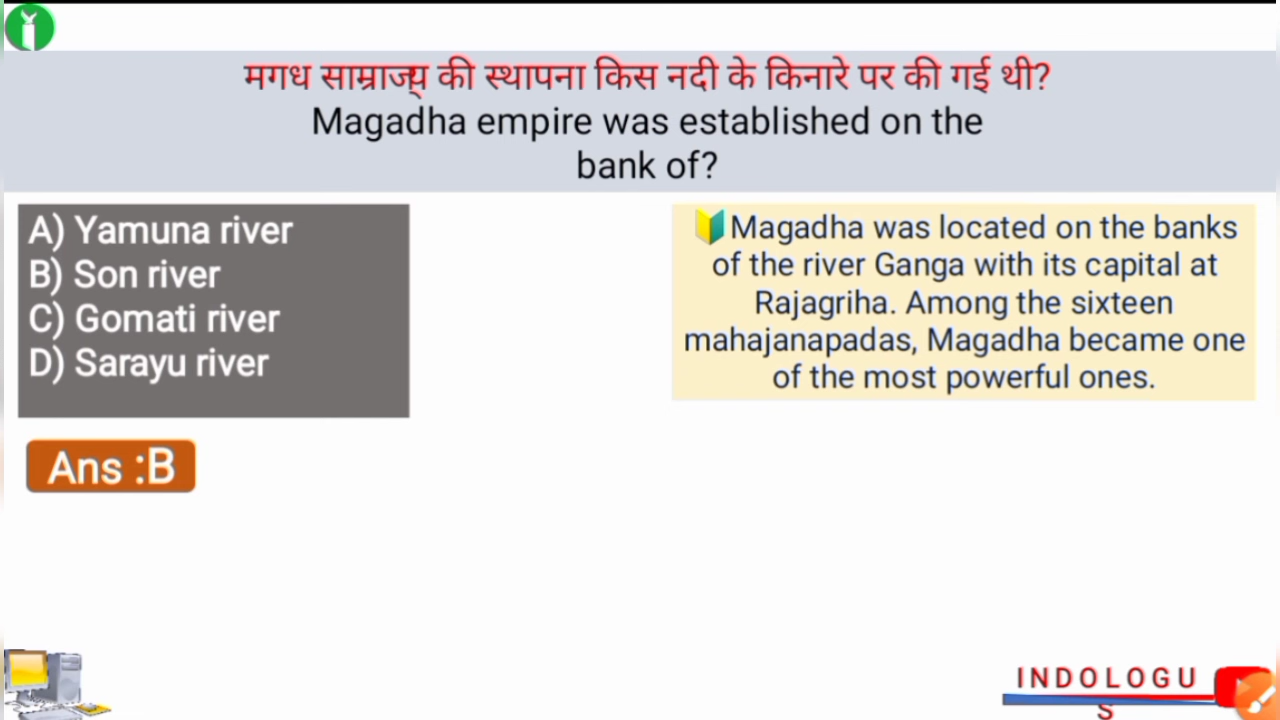 मगध साम्राज्य् की स्थापना किस नदी के किनारे पर की गई थी?
Magadha empire was established on the
bank of?
A) Yamuna river
B) Son river
C) Gomati river
D) Sarayu river
Magadha was located on the banks
of the river Ganga with its capital at
Rajagriha. Among the sixteen
mahajanapadas, Magadha became one
of the most powerful ones.
Ans :B
INDOLOGU
S